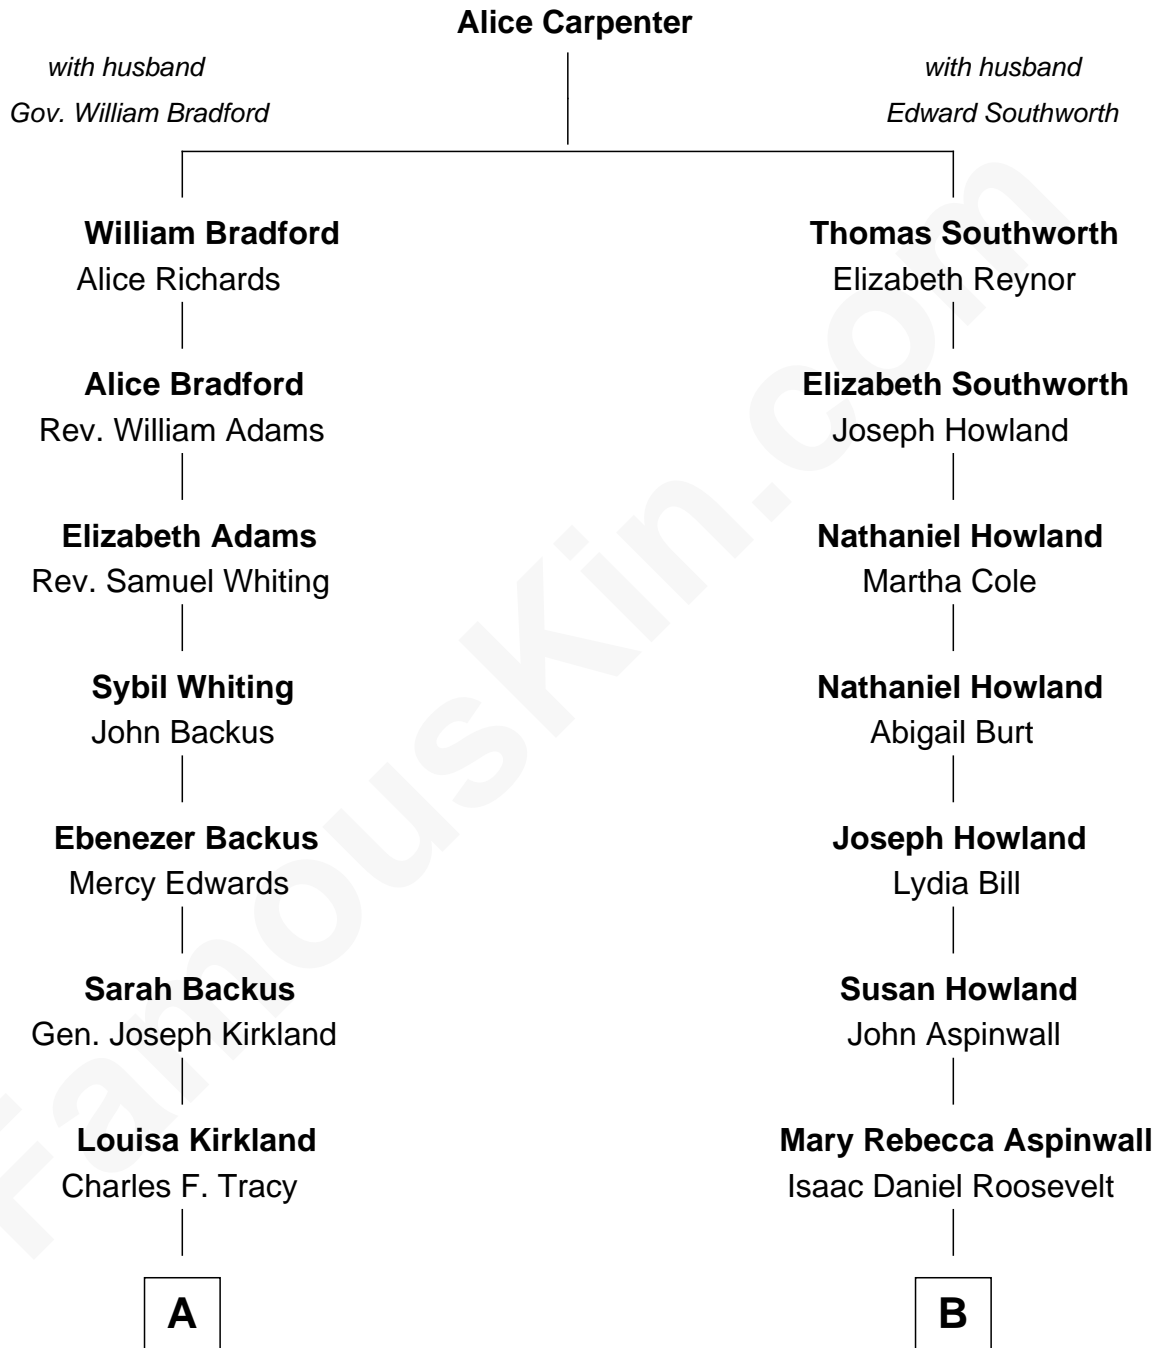 Alice Carpenter
with husband
Gov. William Bradford
with husband
Edward Southworth
William Bradford
Alice Richards
Thomas Southworth
Elizabeth Reynor
Alice Bradford
Rev. William Adams
Elizabeth Southworth
Joseph Howland
Elizabeth Adams
Rev. Samuel Whiting
Nathaniel Howland
Martha Cole
Sybil Whiting
John Backus
Nathaniel Howland
Abigail Burt
Ebenezer Backus
Mercy Edwards
Joseph Howland
Lydia Bill
Sarah Backus
Gen. Joseph Kirkland
Susan Howland
John Aspinwall
Louisa Kirkland
Charles F. Tracy
Mary Rebecca Aspinwall
Isaac Daniel Roosevelt
A
B
FamousKin.com